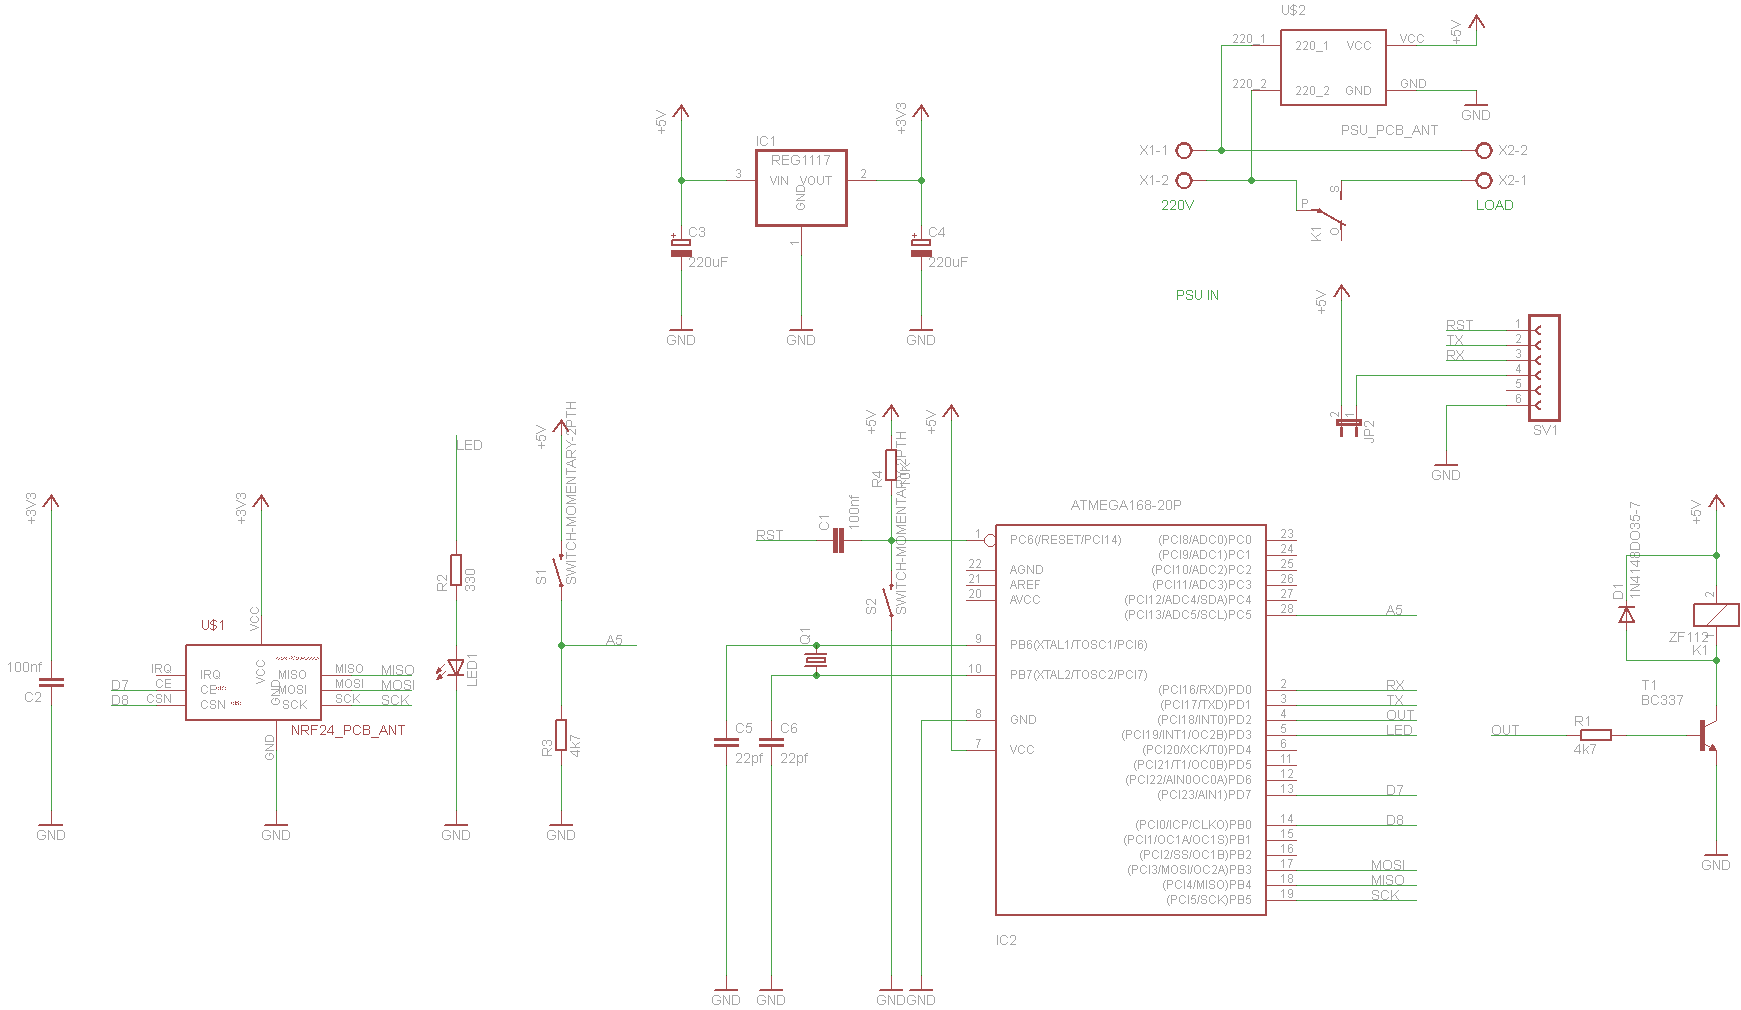 U$2
+5V
220_1
220_1 VCC
VCC
220_2
220_2 GND
GND
GND
PSU_PCB_ANT
X1-1
X2-2
X1-2
X2-1
220V
LOAD
P
S
O
K1
+5V
+3V3
IC1
REG1117
3
VIN VOUT
2
GND
1
+
C3
220uF
+
C4
220uF
GND
GND
GND
PSU IN
+5V
2
1
JP2
RST
TX
RX
1
2
3
4
5
6
SV1
GND
+3V3
100nf
C2
GND
+3V3
VCC
U$1
IRQ
CE
CSN
D7
D8
IRQ
CE
CSN
VCC
GND
MISO
MOSI
SCK
MISO
MOSI
SCK
MISO
MOSI
SCK
NRF24_PCB_ANT
GND
GND
LED
R2
330
LED1
GND
+5V
SWITCH-MOMENTARY-2PTH
S1
A5
R3
4k7
GND
+5V
+5V
R4
10k
SWITCH-MOMENTARY-2PTH
RST
C1
100nf
S2
Q1
C5
22pf
C6
22pf
GND
GND
GND
GND
ATMEGA168-20P
1
PC6(/RESET/PCI14)
22
AGND
21
AREF
20
AVCC
9
PB6(XTAL1/TOSC1/PCI6)
10
PB7(XTAL2/TOSC2/PCI7)
8
GND
7
VCC
(PCI8/ADC0)PC0
23
(PCI9/ADC1)PC1
24
(PCI10/ADC2)PC2
25
(PCI11/ADC3)PC3
26
(PCI12/ADC4/SDA)PC4
27
(PCI13/ADC5/SCL)PC5
28
A5
(PCI16/RXD)PD0
2
RX
(PCI17/TXD)PD1
3
TX
(PCI18/INT0)PD2
4
OUT
(PCI19/INT1/OC2B)PD3
5
LED
(PCI20/XCK/T0)PD4
6
(PCI21/T1/OC0B)PD5
11
(PCI22/AIN0OC0A)PD6
12
(PCI23/AIN1)PD7
13
D7
(PCI0/ICP/CLKO)PB0
14
D8
(PCI1/OC1A/OC1S)PB1
15
(PCI2/SS/OC1B)PB2
16
(PCI3/MOSI/OC2A)PB3
17
MOSI
(PCI4/MISO)PB4
18
MISO
(PCI5/SCK)PB5
19
SCK
IC2
+5V
D1
1N4148DO35-7
2
ZF112
1
K1
T1
BC337
OUT
R1
4k7
GND